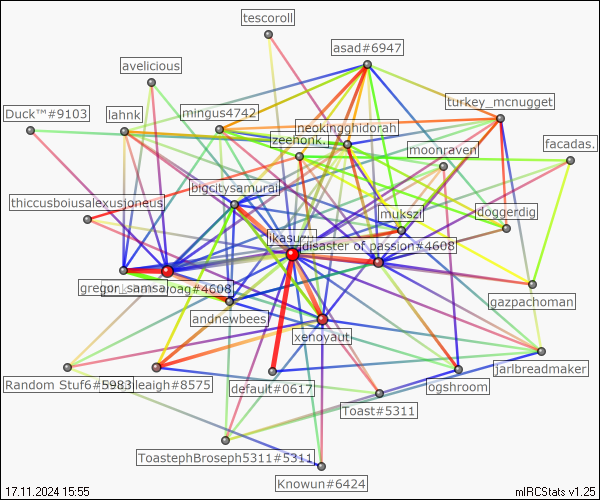 tescoroll
asad#6947
avelicious
turkey_mcnugget
Duck™#9103
lahnk
mingus4742
neokingghidorah
zeehonk.
moonraven
facadas.
bigcitysamurai
thiccusboiusalexusjoneus
mukszi
doggerdig
disaster of passion#4608
gregor_samsa
oag#4608
gazpachoman
andnewbees
xenoyaut
jarlbreadmaker
Random Stuf6#5983
ileigh#8575
default#0617
ogshroom
Toast#5311
ToastephBroseph5311#5311
Knowun#6424
17.11.2024 15:55
mIRCStats v1.25